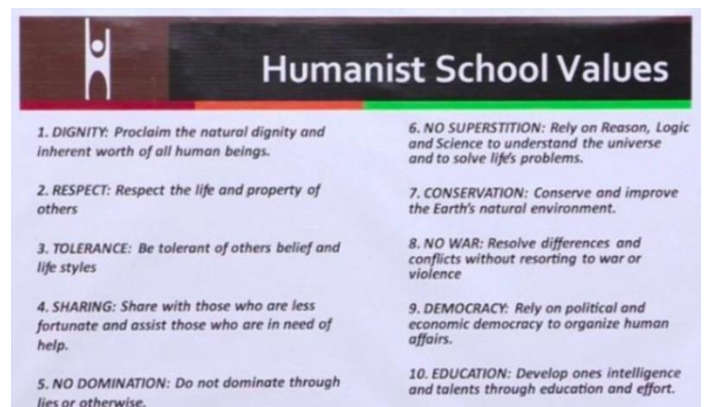 Humanist School Values
1. DIGNITY: Proclaim the natural dignity and
inherent worth of all human beings.
2. RESPECT: Respect the life and property of
others
3. TOLERANCE: Be tolerant of others belief and
life styles
4. SHARING: Share with those who are less
fortunate and assist those who are in need of
help.
5. NO DOMINATION: Do not dominate through
lies or otherwise.
6. NO SUPERSTITION: Rely on Reason, Logic
and Science to understand the universe
and to solve life's problems.
7. CONSERVATION: Conserve and improve
the Earth's natural environment.
8. NO WAR: Resolve differences and
conflicts without resorting to war or
violence
9. DEMOCRACY: Rely on political and
economic democracy to organize human
affairs.
10. EDUCATION: Develop ones intelligence
and talents through education and effort.